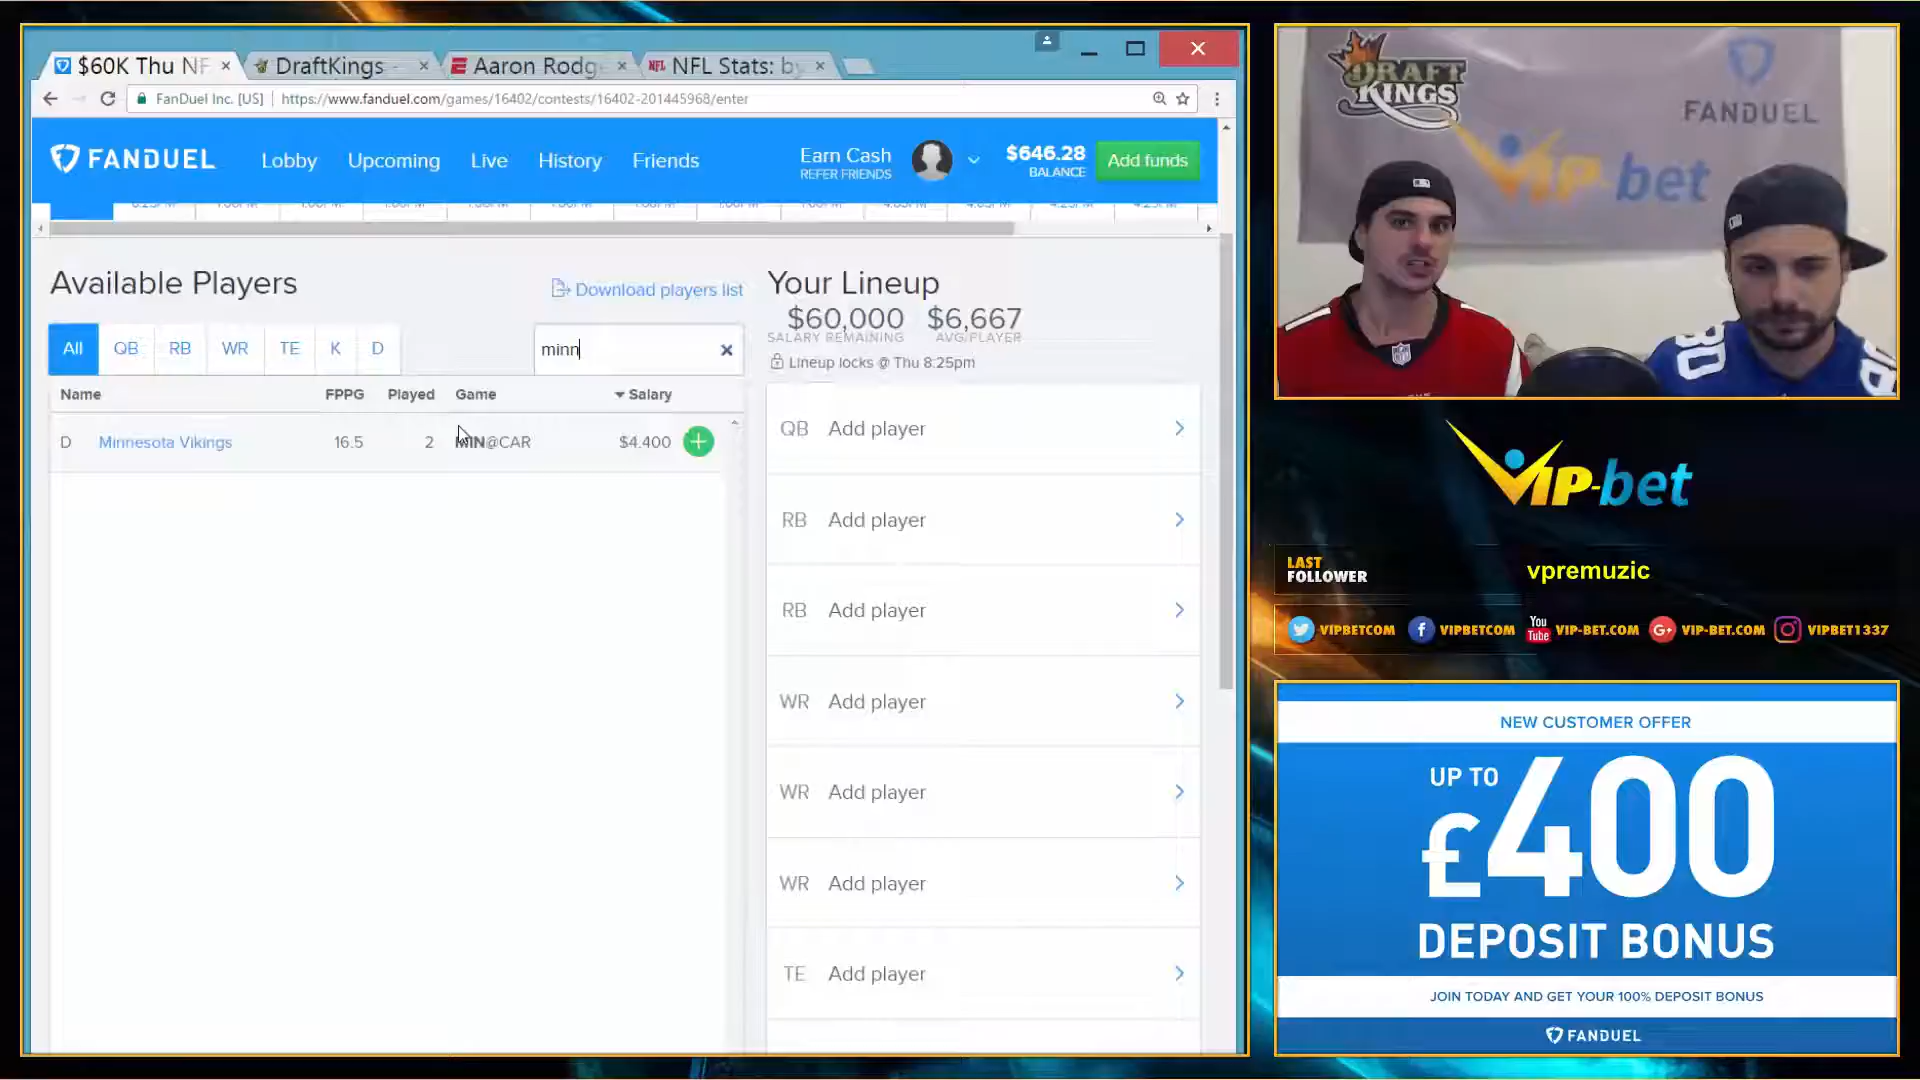 $60K Thu NF
DraftKings -
Aaron Rodg
NFL Stats: by
FanDuel Inc. [US] https://www.fanduel.com/games/16402/contests/16402-201445968/enter
FANDUEL
Lobby Upcoming Live History Friends
Earn Cash
REFER FRIENDS
$646.28
BALANCE
Add funds
Available Players
Download players list
All QB RB WR TE K D
minn
Name FPPG Played Game Salary
D Minnesota Vikings 16.5 2 MIN@CAR $4,400
Your Lineup
$60,000 $6,667
SALARY REMAINING AVG/PLAYER
Lineup locks @ Thu 8:25pm
QB Add player
RB Add player
RB Add player
WR Add player
WR Add player
WR Add player
TE Add player
DRAFT
KINGS
FANDUEL
VIP-bet
VIP-bet
LAST
FOLLOWER
vpremuzic
VIPBETCOM VIPBETCOM You Tube VIP-BET.COM G+ VIP-BET.COM VIPBET1337
NEW CUSTOMER OFFER
UP TO
£400
DEPOSIT BONUS
JOIN TODAY AND GET YOUR 100% DEPOSIT BONUS
FANDUEL